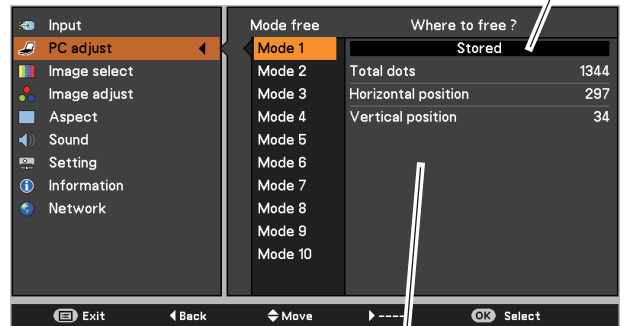 Input
PC adjust
Image select
Image adjust
Aspect
Sound
Setting
Information
Network
Mode free
Mode 1
Mode 2
Mode 3
Mode 4
Mode 5
Mode 6
Mode 7
Mode 8
Mode 9
Mode 10
Where to free ?
Stored
Total dots 1344
Horizontal position 297
Vertical position 34
Exit Back Move ---- OK Select